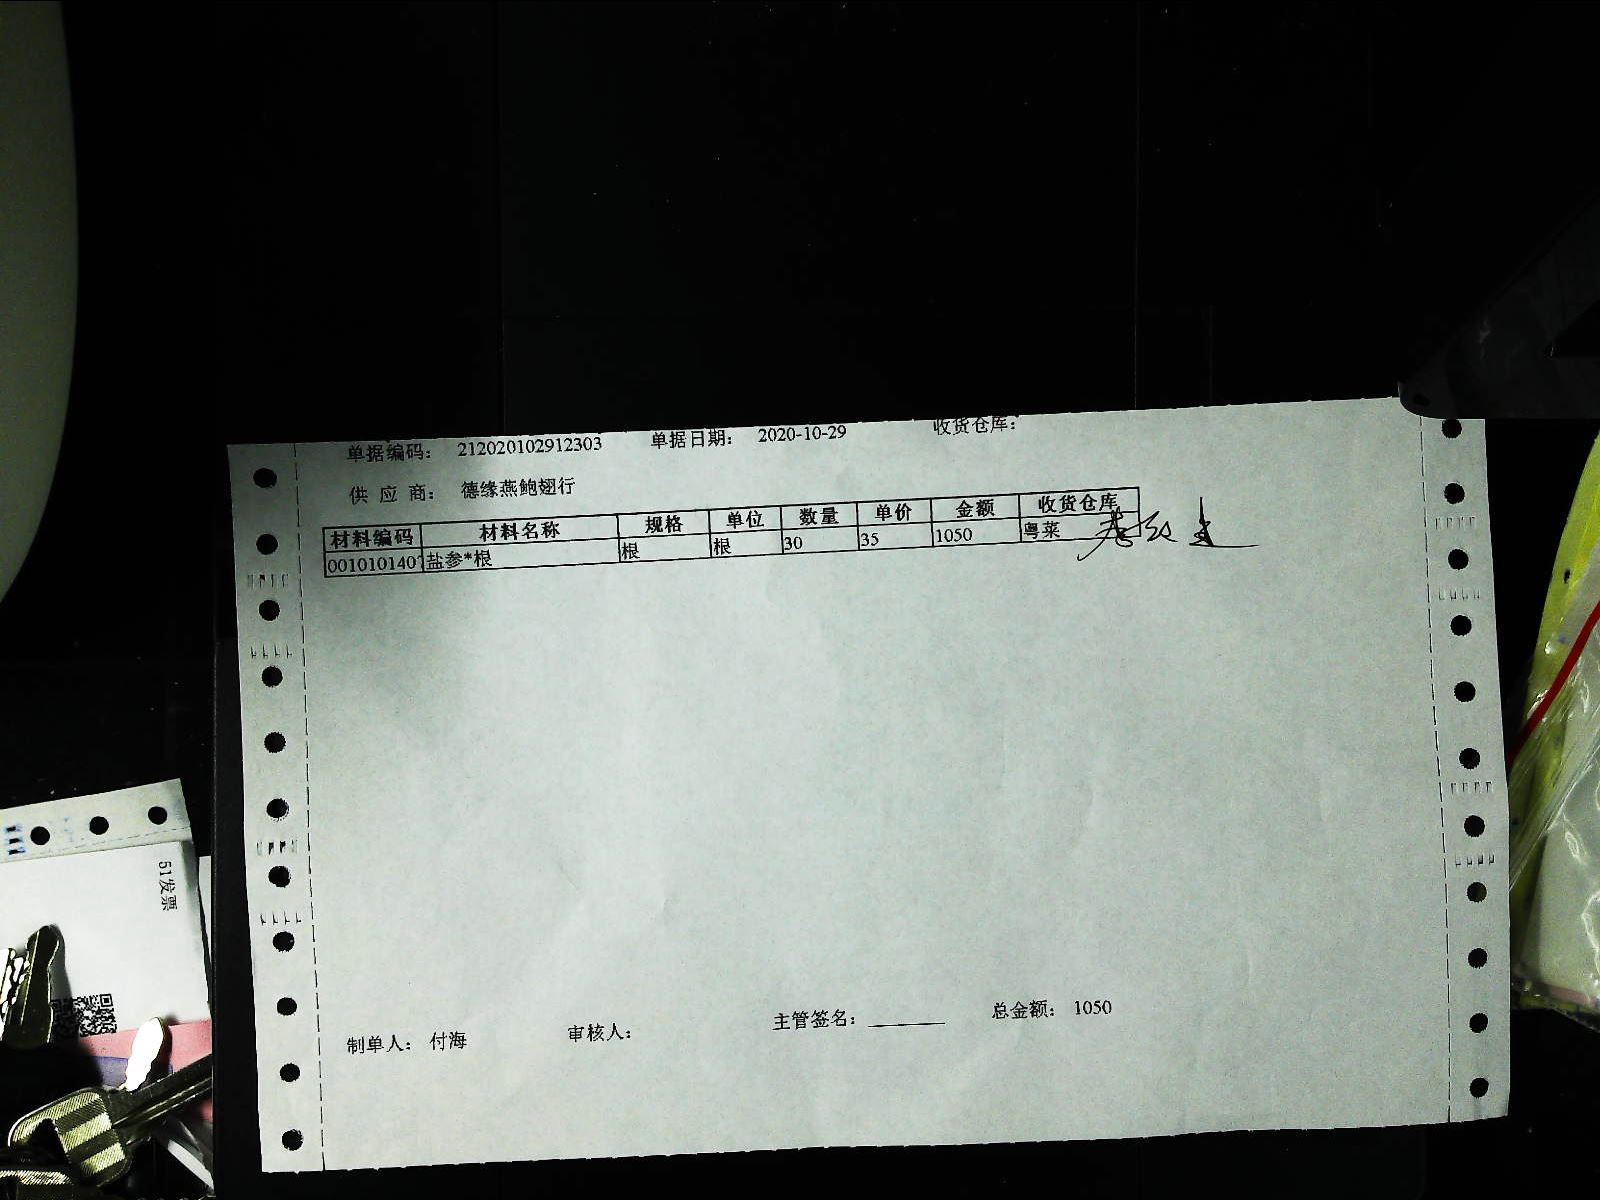 单据编码： 212020102912303 单据日期： 2020-10-29 收货仓库：
供 应 商： 德缘燕鲍翅行
材料编码 材料名称 规格 单位 数量 单价 金额 收货仓库
0010101407 盐参*根 根 根 30 35 1050 粤菜
制单人： 付海 审核人： 主管签名： 总金额： 1050
51发票